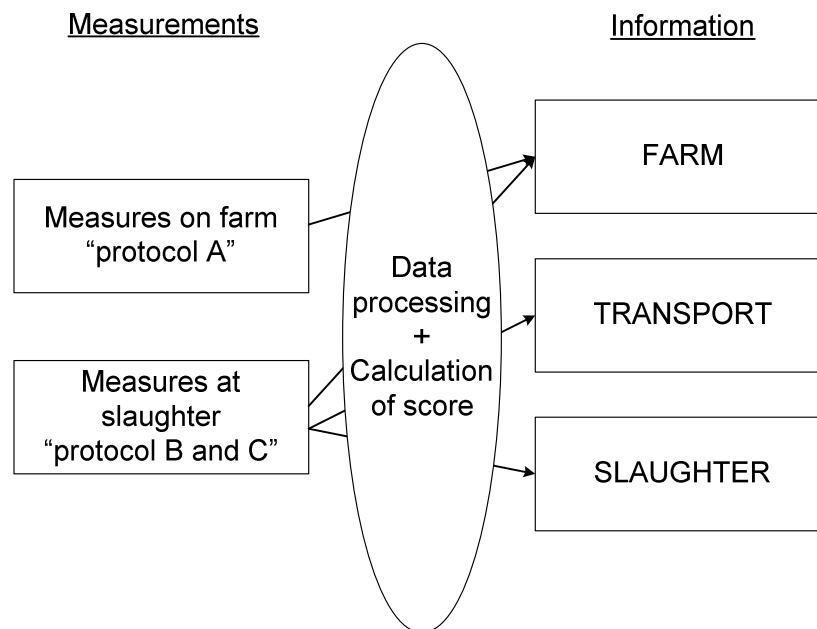 Measurements
Information
FARM
Measures on farm
“protocol A”
Data
processing
+
Calculation
of score
TRANSPORT
Measures at
slaughter
“protocol B and C”
SLAUGHTER